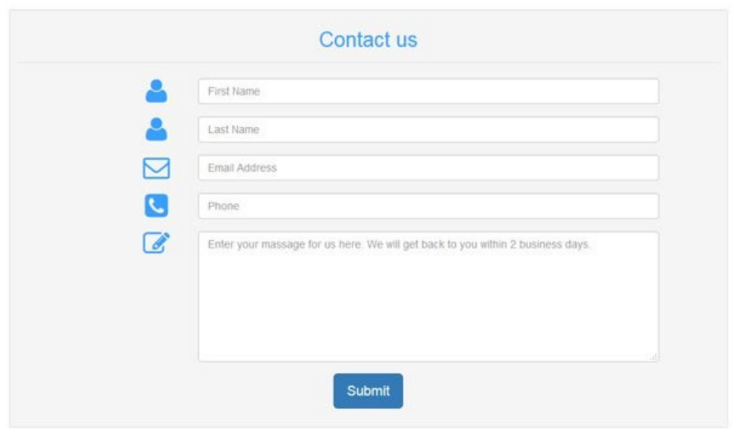 Contact us
First Name
Last Name
Email Address
Phone
Enter your massage for us here. We will get back to you within 2 business days.
Submit